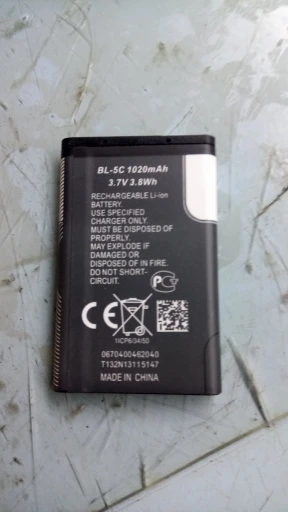 BL-5C 1020mAh
3.7V 3.8Wh
RECHARGEABLE Li-ion
BATTERY.
USE SPECIFIED
CHARGER ONLY.
MUST BE DISPOSED OF
PROPERLY.
MAY EXPLODE IF
DISPOSED OF IN FIRE.
DO NOT SHORT-
CIRCUIT.
CE
1ICP6/34/50
0670400462040
T132N13115147
MADE IN CHINA